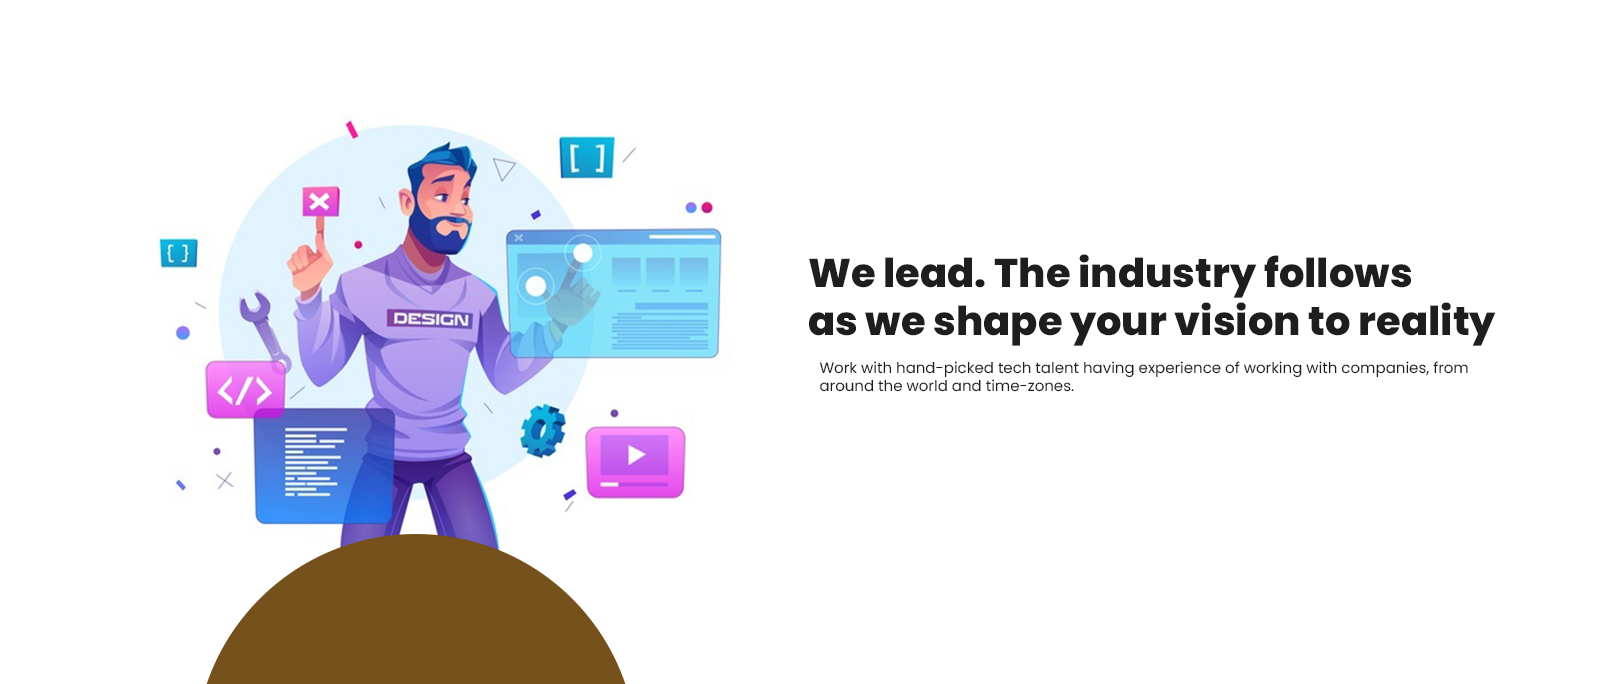 [ ]
{ }
DESIGN
</>
We lead. The industry follows
as we shape your vision to reality
Work with hand-picked tech talent having experience of working with companies, from
around the world and time-zones.